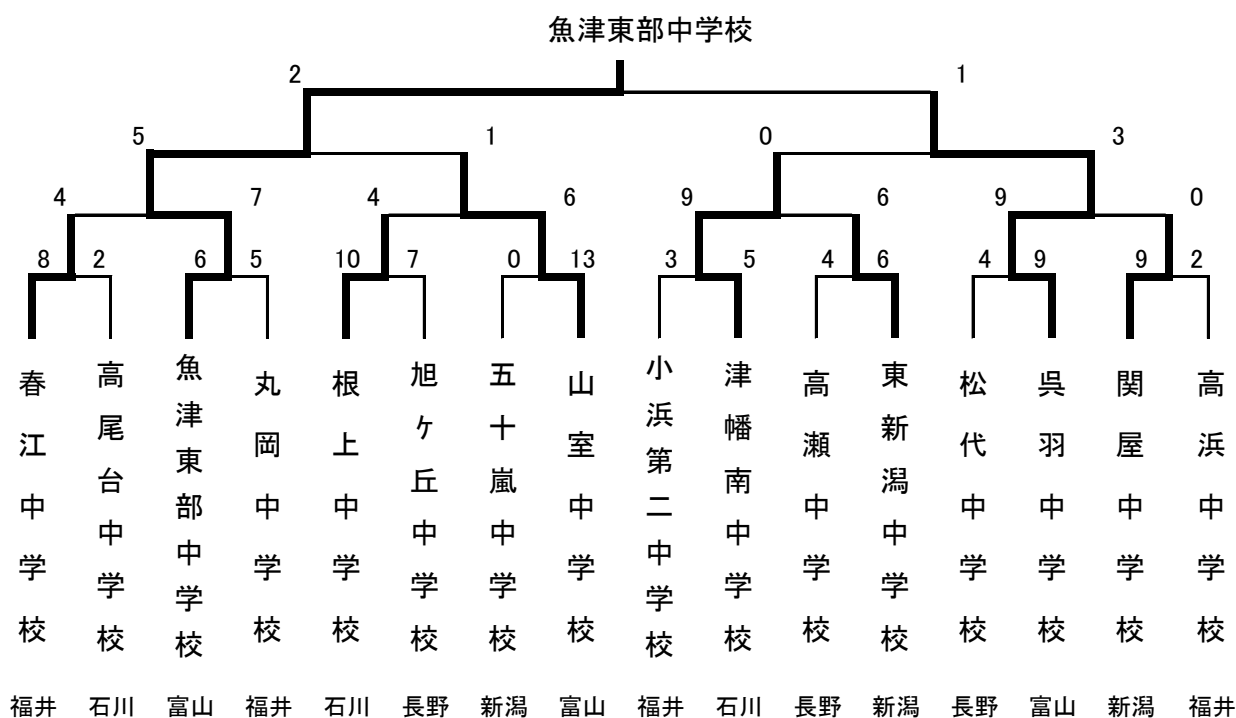 魚津東部中学校
2 1
5 1 0 3
4 7 4 6 9 6 9 0
8 2 6 5 10 7 0 13 3 5 4 6 4 9 9 2
春江中学校
高尾台中学校
魚津東部中学校
丸岡中学校
根上中学校
旭ケ丘中学校
五十嵐中学校
山室中学校
小浜第二中学校
津幡南中学校
高瀬中学校
東新潟中学校
松代中学校
呉羽中学校
関屋中学校
高浜中学校
福井 石川 富山 福井 石川 長野 新潟 富山 福井 石川 長野 新潟 長野 富山 新潟 福井